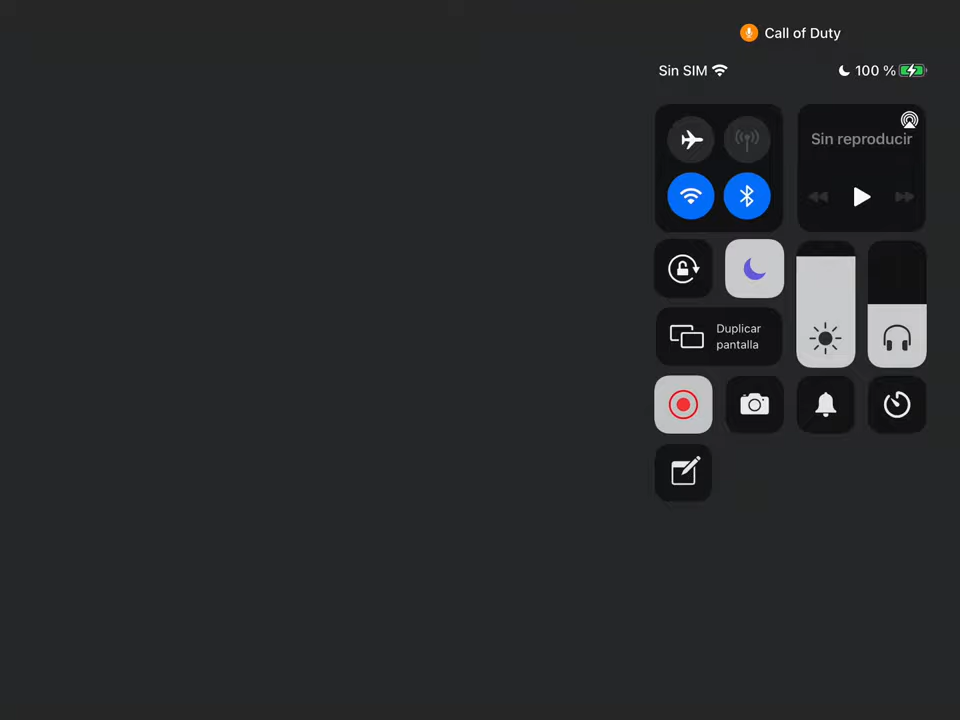 Call of Duty
Sin SIM 100 %
Sin reproducir
Duplicar
pantalla